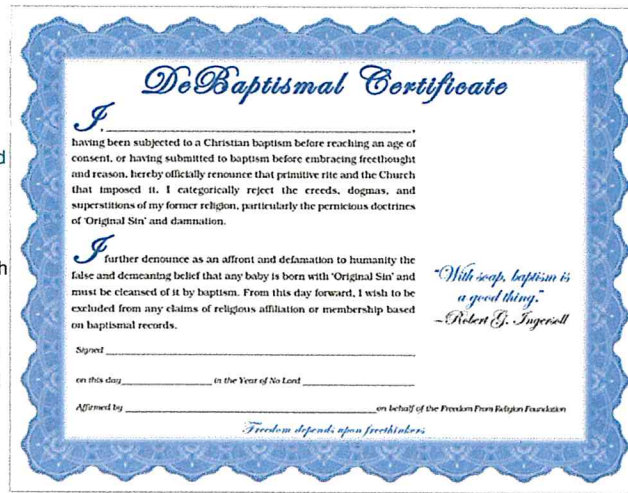 DeBaptismal Certificate
I, ____________________,
having been subjected to a Christian baptism before reaching an age of
consent, or having submitted to baptism before embracing freethought
and reason, hereby officially renounce that primitive rite and the Church
that imposed it. I categorically reject the creeds, dogmas, and
superstitions of my former religion, particularly the pernicious doctrines
of 'Original Sin' and damnation.
I further denounce as an affront and defamation to humanity the
false and demeaning belief that any baby is born with 'Original Sin' and
must be cleansed of it by baptism. From this day forward, I wish to be
excluded from any claims of religious affiliation or membership based
on baptismal records.
"With soap, baptism is
a good thing."
–Robert G. Ingersoll
Signed ____________________
on this day __________ in the Year of No Lord __________
Affirmed by ____________________ on behalf of the Freedom From Religion Foundation
Freedom depends upon freethinkers